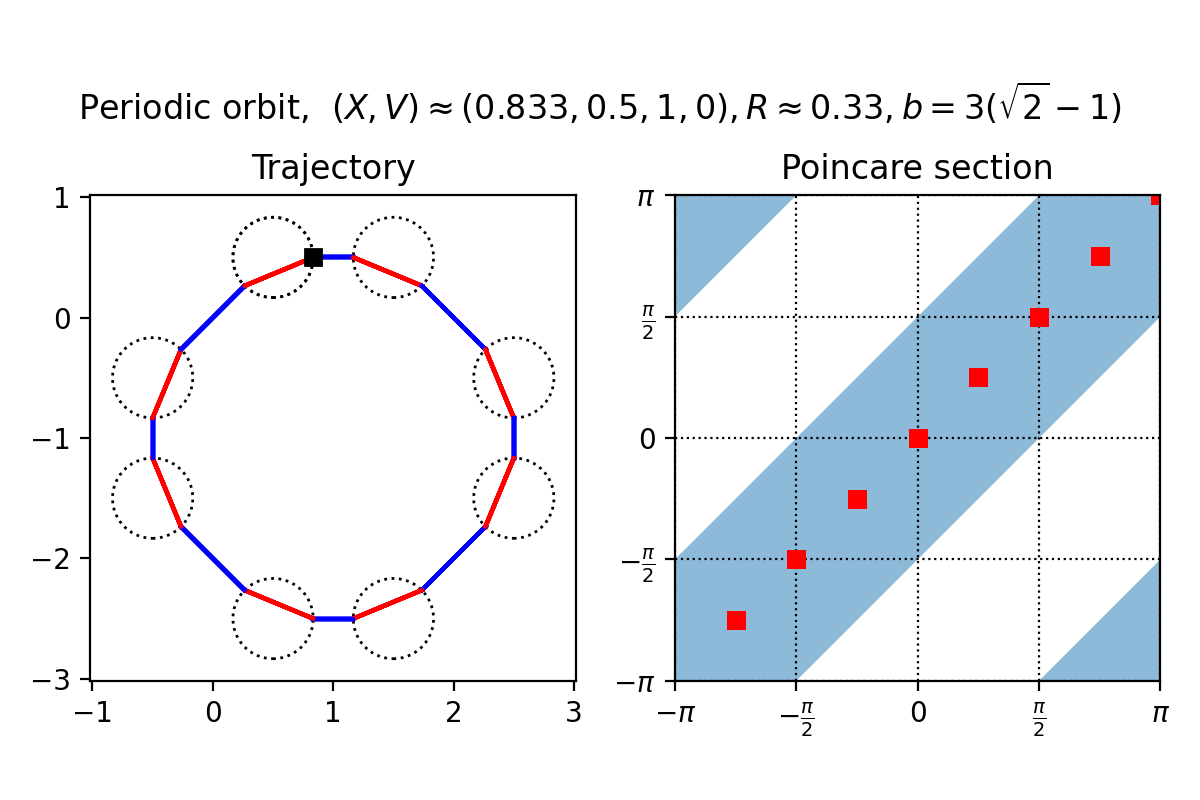 Periodic orbit, (X, V) ≈ (0.833, 0.5, 1, 0), R ≈ 0.33, b = 3(√2 − 1)
Trajectory
1
0
−1
−2
−3
−1 0 1 2 3
Poincare section
π
π/2
0
−π/2
−π
−π −π/2 0 π/2 π